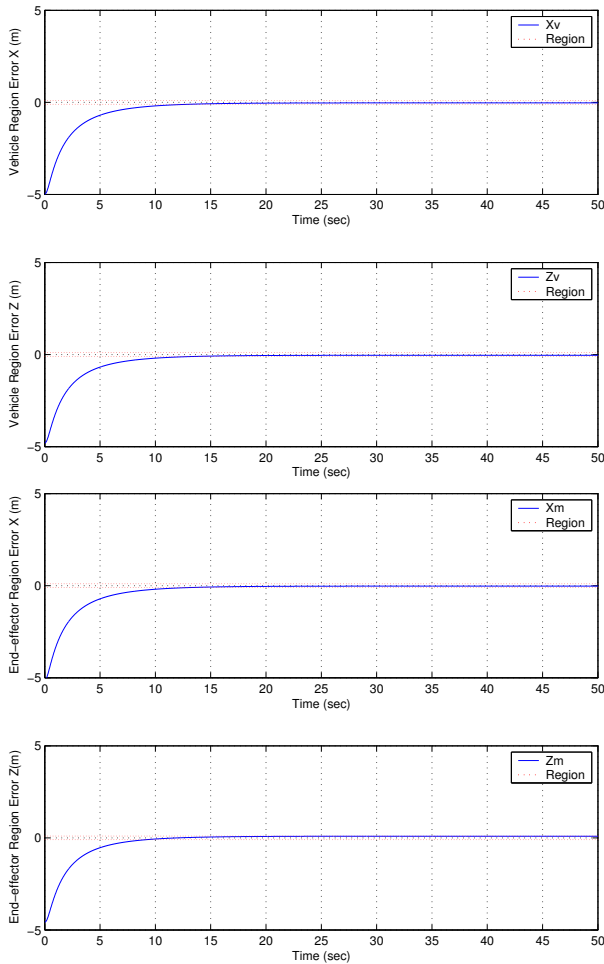 5
0
−5
Vehicle Region Error X (m)
Xv
Region
0 5 10 15 20 25 30 35 40 45 50
Time (sec)
5
0
−5
Vehicle Region Error Z (m)
Zv
Region
0 5 10 15 20 25 30 35 40 45 50
Time (sec)
5
0
−5
End−effector Region Error X (m)
Xm
Region
0 5 10 15 20 25 30 35 40 45 50
Time (sec)
5
0
−5
End−effector Region Error Z(m)
Zm
Region
0 5 10 15 20 25 30 35 40 45 50
Time (sec)